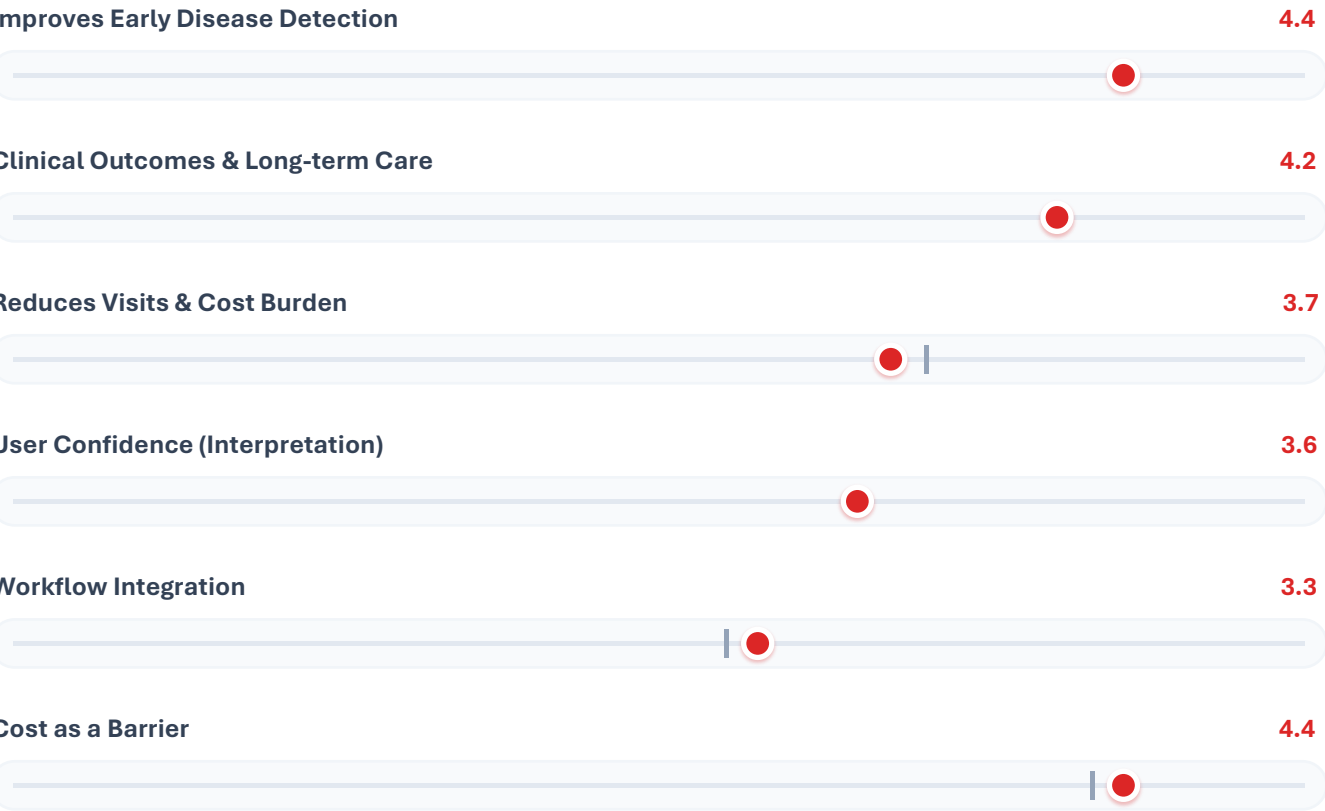 Improves Early Disease Detection 4.4
Clinical Outcomes & Long-term Care 4.2
Reduces Visits & Cost Burden 3.7
User Confidence (Interpretation) 3.6
Workflow Integration 3.3
Cost as a Barrier 4.4